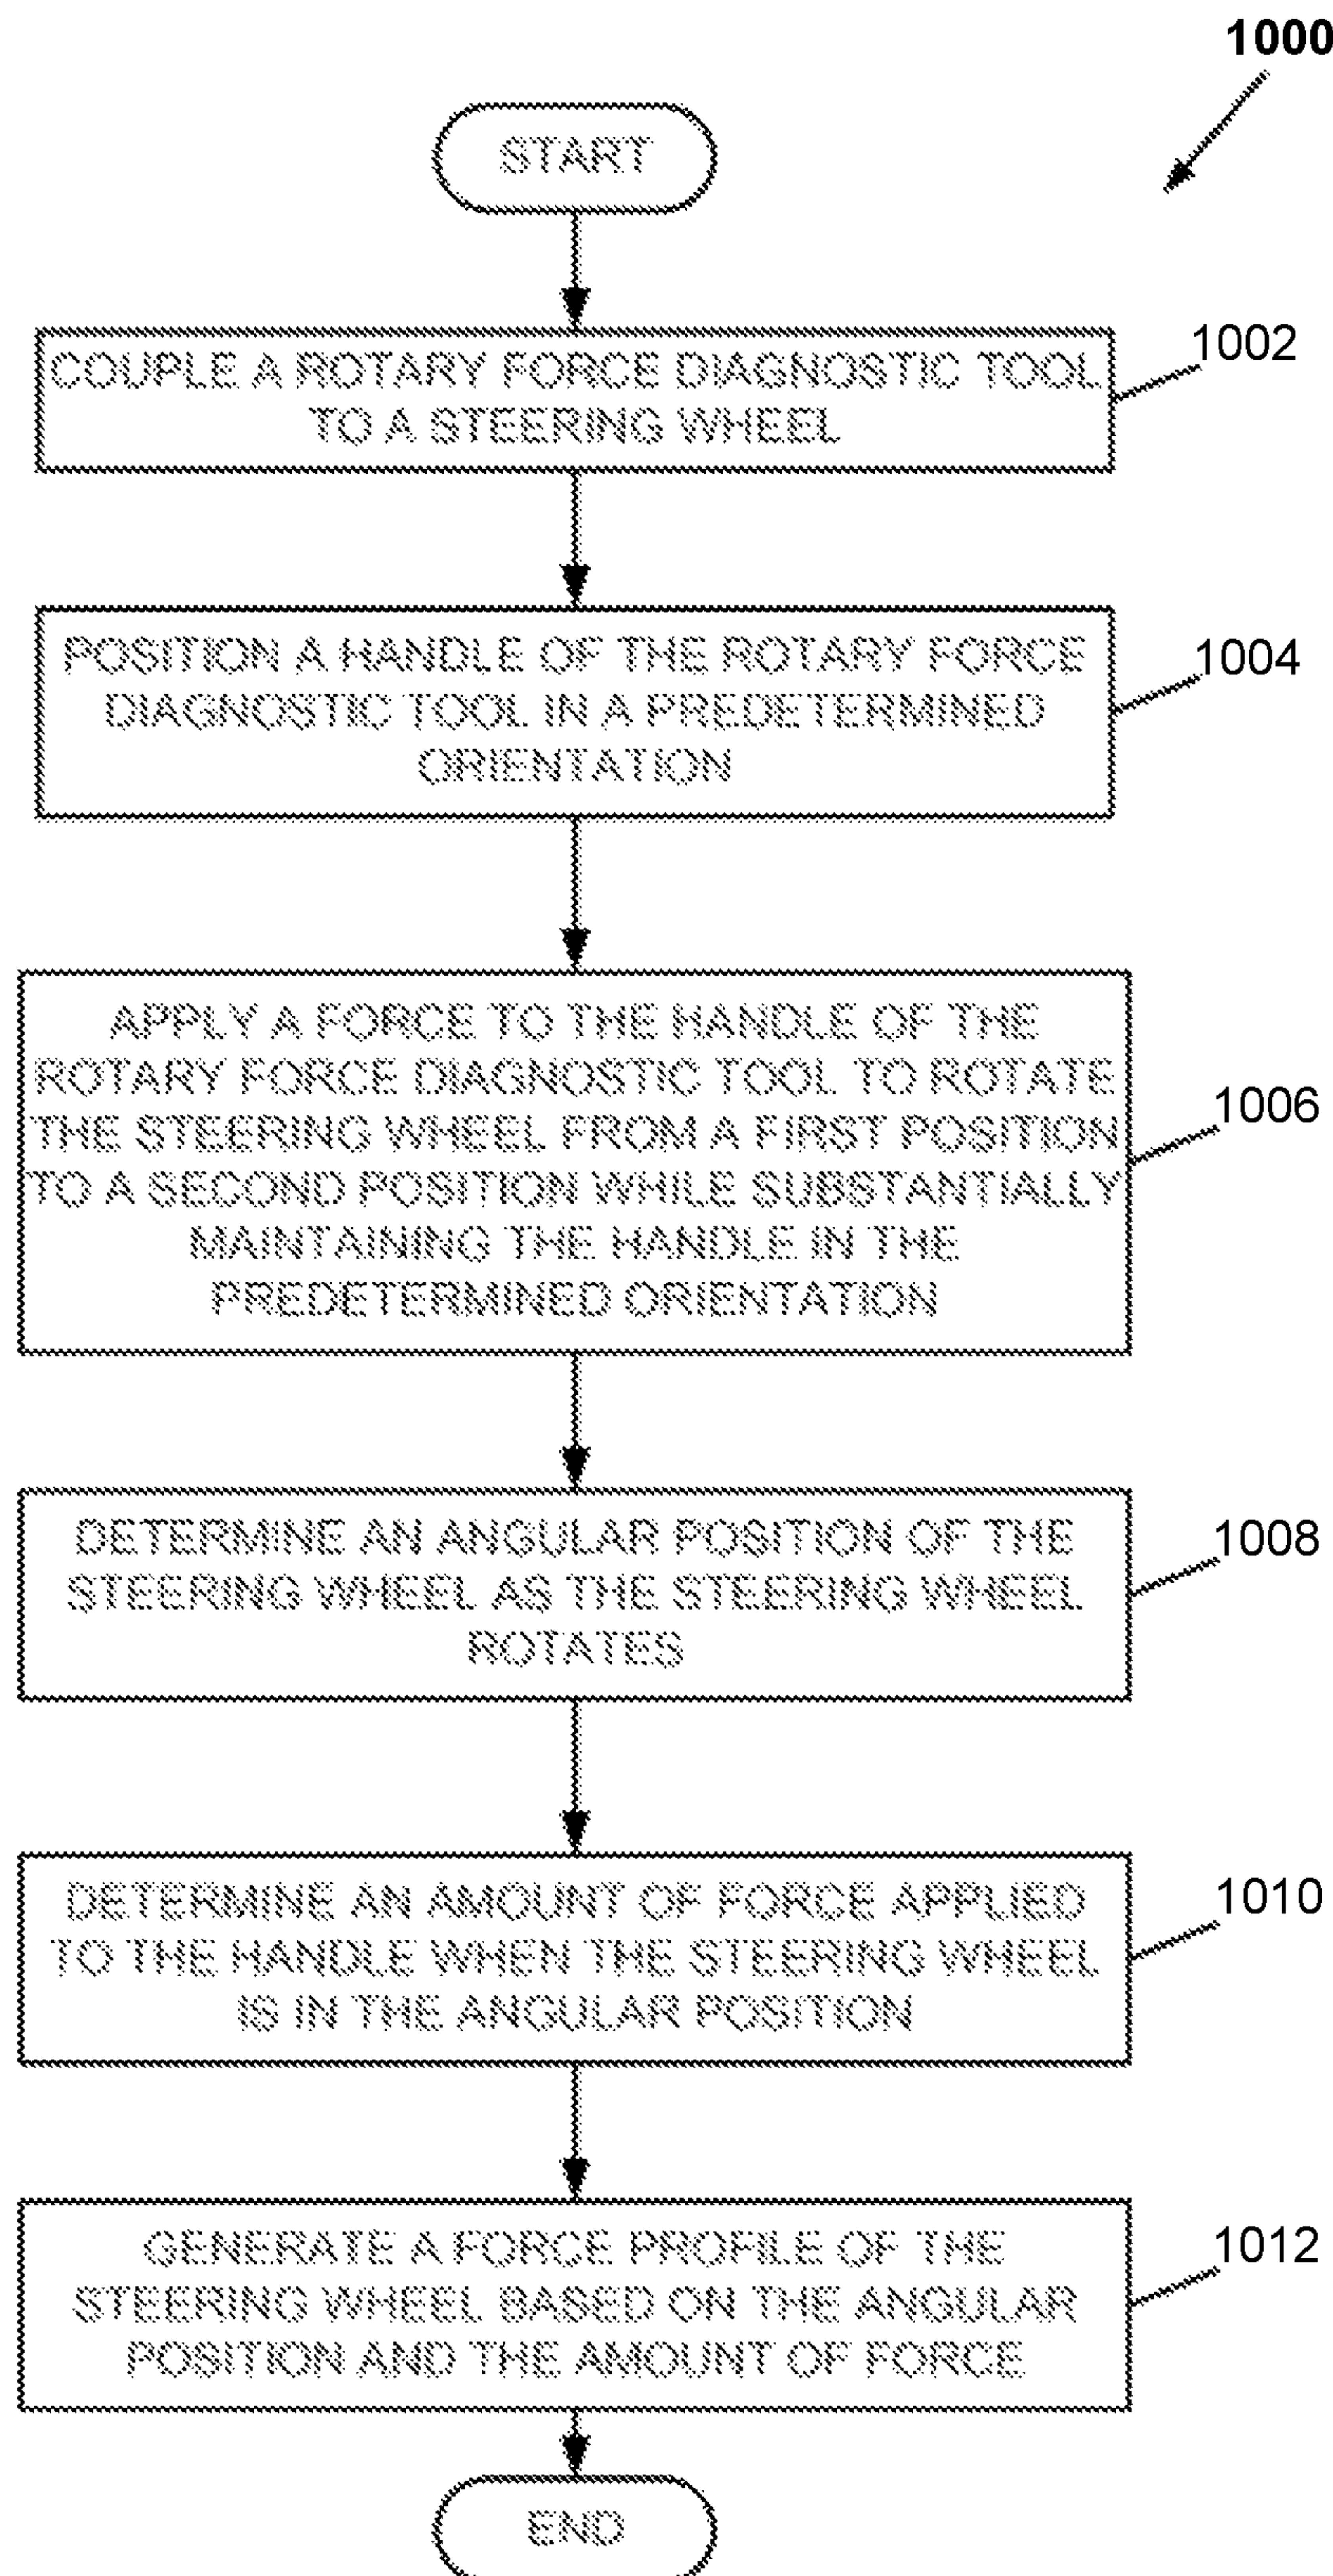 1000
START
COUPLE A ROTARY FORCE DIAGNOSTIC TOOL
TO A STEERING WHEEL
1002
POSITION A HANDLE OF THE ROTARY FORCE
DIAGNOSTIC TOOL IN A PREDETERMINED
ORIENTATION
1004
APPLY A FORCE TO THE HANDLE OF THE
ROTARY FORCE DIAGNOSTIC TOOL TO ROTATE
THE STEERING WHEEL FROM A FIRST POSITION
TO A SECOND POSITION WHILE SUBSTANTIALLY
MAINTAINING THE HANDLE IN THE
PREDETERMINED ORIENTATION
1006
DETERMINE AN ANGULAR POSITION OF THE
STEERING WHEEL AS THE STEERING WHEEL
ROTATES
1008
DETERMINE AN AMOUNT OF FORCE APPLIED
TO THE HANDLE WHEN THE STEERING WHEEL
IS IN THE ANGULAR POSITION
1010
GENERATE A FORCE PROFILE OF THE
STEERING WHEEL BASED ON THE ANGULAR
POSITION AND THE AMOUNT OF FORCE
1012
END